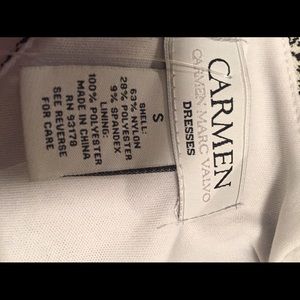 CARMEN
CARMEN MARC VALVO
DRESSES
S
SHELL:
63% NYLON
28% POLYESTER
9% SPANDEX
LINING:
100% POLYESTER
MADE IN CHINA
RN 93178
SEE REVERSE
FOR CARE